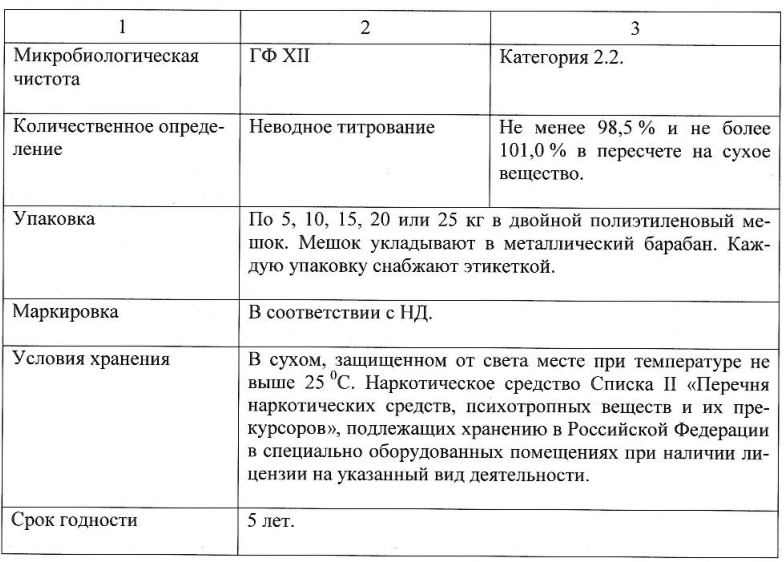 1 2 3
Микробиологическая ГФ XII Категория 2.2.
чистота
Количественное опреде- Неводное титрование Не менее 98,5 % и не более
ление 101,0 % в пересчете на сухое
вещество.
Упаковка По 5, 10, 15, 20 или 25 кг в двойной полиэтиленовый ме-
шок. Мешок укладывают в металлический барабан. Каж-
дую упаковку снабжают этикеткой.
Маркировка В соответствии с НД.
Условия хранения В сухом, защищенном от света месте при температуре не
выше 25 ⁰С. Наркотическое средство Списка II «Перечня
наркотических средств, психотропных веществ и их пре-
курсоров», подлежащих хранению в Российской Федерации
в специально оборудованных помещениях при наличии ли-
цензии на указанный вид деятельности.
Срок годности 5 лет.